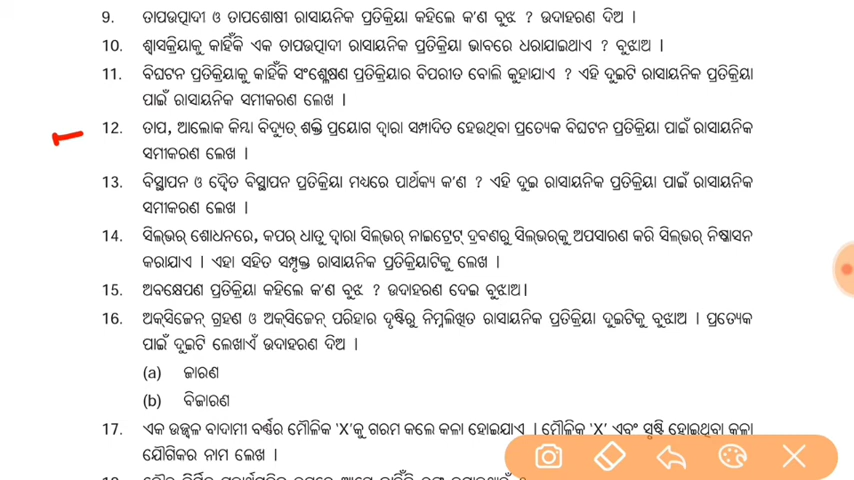 9. ତାପଉତ୍ପାଦୀ ଓ ତାପଶୋଷୀ ରାସାୟନିକ ପ୍ରତିକ୍ରିୟା କହିଲେ କ'ଣ ବୁଝ ? ଉଦାହରଣ ଦିଅ ।
10. ଶ୍ୱାସକ୍ରିୟାକୁ କାହିଁକି ଏକ ତାପଉତ୍ପାଦୀ ରାସାୟନିକ ପ୍ରତିକ୍ରିୟା ଭାବରେ ଧରାଯାଇଥାଏ ? ବୁଝାଅ ।
11. ବିଘଟନ ପ୍ରତିକ୍ରିୟାକୁ କାହିଁକି ସଂଶ୍ଳେଷଣ ପ୍ରତିକ୍ରିୟାର ବିପରୀତ ବୋଲି କୁହାଯାଏ ? ଏହି ଦୁଇଟି ରାସାୟନିକ ପ୍ରତିକ୍ରିୟା
ପାଇଁ ରାସାୟନିକ ସମୀକରଣ ଲେଖ ।
12. ତାପ, ଆଲୋକ କିମ୍ବା ବିଦ୍ୟୁତ୍ ଶକ୍ତି ପ୍ରୟୋଗ ଦ୍ୱାରା ସମ୍ପାଦିତ ହେଉଥିବା ପ୍ରତ୍ୟେକ ବିଘଟନ ପ୍ରତିକ୍ରିୟା ପାଇଁ ରାସାୟନିକ
ସମୀକରଣ ଲେଖ ।
13. ବିସ୍ଥାପନ ଓ ଦ୍ୱୈତ ବିସ୍ଥାପନ ପ୍ରତିକ୍ରିୟା ମଧ୍ୟରେ ପାର୍ଥକ୍ୟ କ'ଣ ? ଏହି ଦୁଇ ରାସାୟନିକ ପ୍ରତିକ୍ରିୟା ପାଇଁ ରାସାୟନିକ
ସମୀକରଣ ଲେଖ ।
14. ସିଲଭର୍ ଶୋଧନରେ, କପର୍ ଧାତୁ ଦ୍ୱାରା ସିଲଭର୍ ନାଇଟ୍ରେଟ୍ ଦ୍ରବଣରୁ ସିଲଭର୍‌କୁ ଅପସାରଣ କରି ସିଲଭର୍ ନିଷ୍କାସନ
କରାଯାଏ । ଏହା ସହିତ ସମ୍ପୃକ୍ତ ରାସାୟନିକ ପ୍ରତିକ୍ରିୟାଟିକୁ ଲେଖ ।
15. ଅବକ୍ଷେପଣ ପ୍ରତିକ୍ରିୟା କହିଲେ କ'ଣ ବୁଝ ? ଉଦାହରଣ ଦେଇ ବୁଝାଅ।
16. ଅକ୍‌ସିଜେନ୍ ଗ୍ରହଣ ଓ ଅକ୍‌ସିଜେନ୍ ପରିହାର ଦୃଷ୍ଟିରୁ ନିମ୍ନଲିଖିତ ରାସାୟନିକ ପ୍ରତିକ୍ରିୟା ଦୁଇଟିକୁ ବୁଝାଅ । ପ୍ରତ୍ୟେକ
ପାଇଁ ଦୁଇଟି ଲେଖାଏଁ ଉଦାହରଣ ଦିଅ ।
(a) ଜାରଣ
(b) ବିଜାରଣ
17. ଏକ ଉଜ୍ଜ୍ୱଳ ବାଦାମୀ ବର୍ଣ୍ଣର ମୌଳିକ 'X'କୁ ଗରମ କଲେ କଳା ହୋଇଯାଏ । ମୌଳିକ 'X' ଏବଂ ସୃଷ୍ଟି ହୋଇଥିବା କଳା
ଯୌଗିକର ନାମ ଲେଖ ।